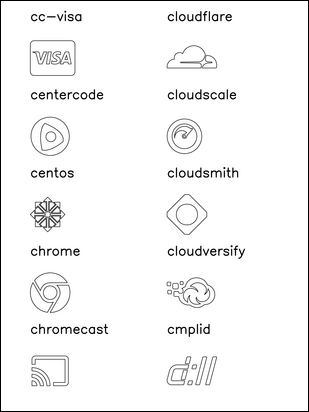 cc-visa
cloudflare
VISA
centercode
cloudscale
centos
cloudsmith
chrome
cloudversify
chromecast
cmplid
d://